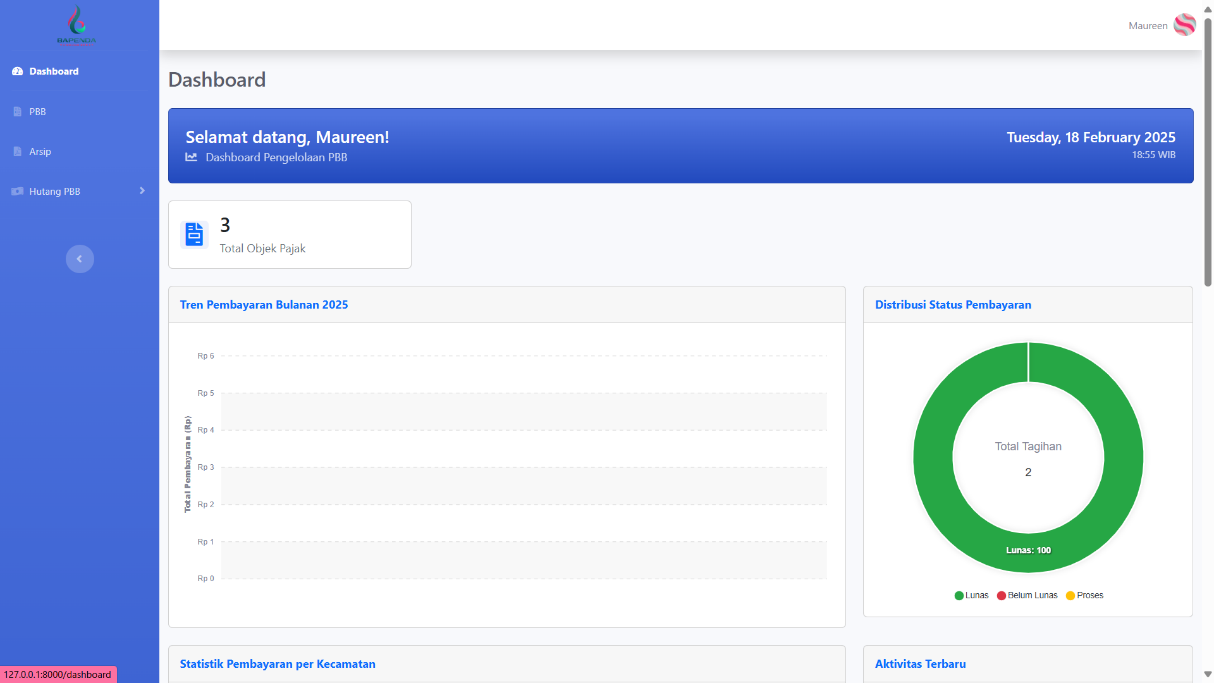 BAPENDA
Maureen
Dashboard
PBB
Arsip
Hutang PBB
Dashboard
Selamat datang, Maureen!
Dashboard Pengelolaan PBB
Tuesday, 18 February 2025
18:55 WIB
3
Total Objek Pajak
Tren Pembayaran Bulanan 2025
Total Pembayaran (Rp)
Rp 6
Rp 5
Rp 4
Rp 3
Rp 2
Rp 1
Rp 0
Distribusi Status Pembayaran
Total Tagihan
2
Lunas: 100
Lunas Belum Lunas Proses
Statistik Pembayaran per Kecamatan
Aktivitas Terbaru
127.0.0.1:8000/dashboard